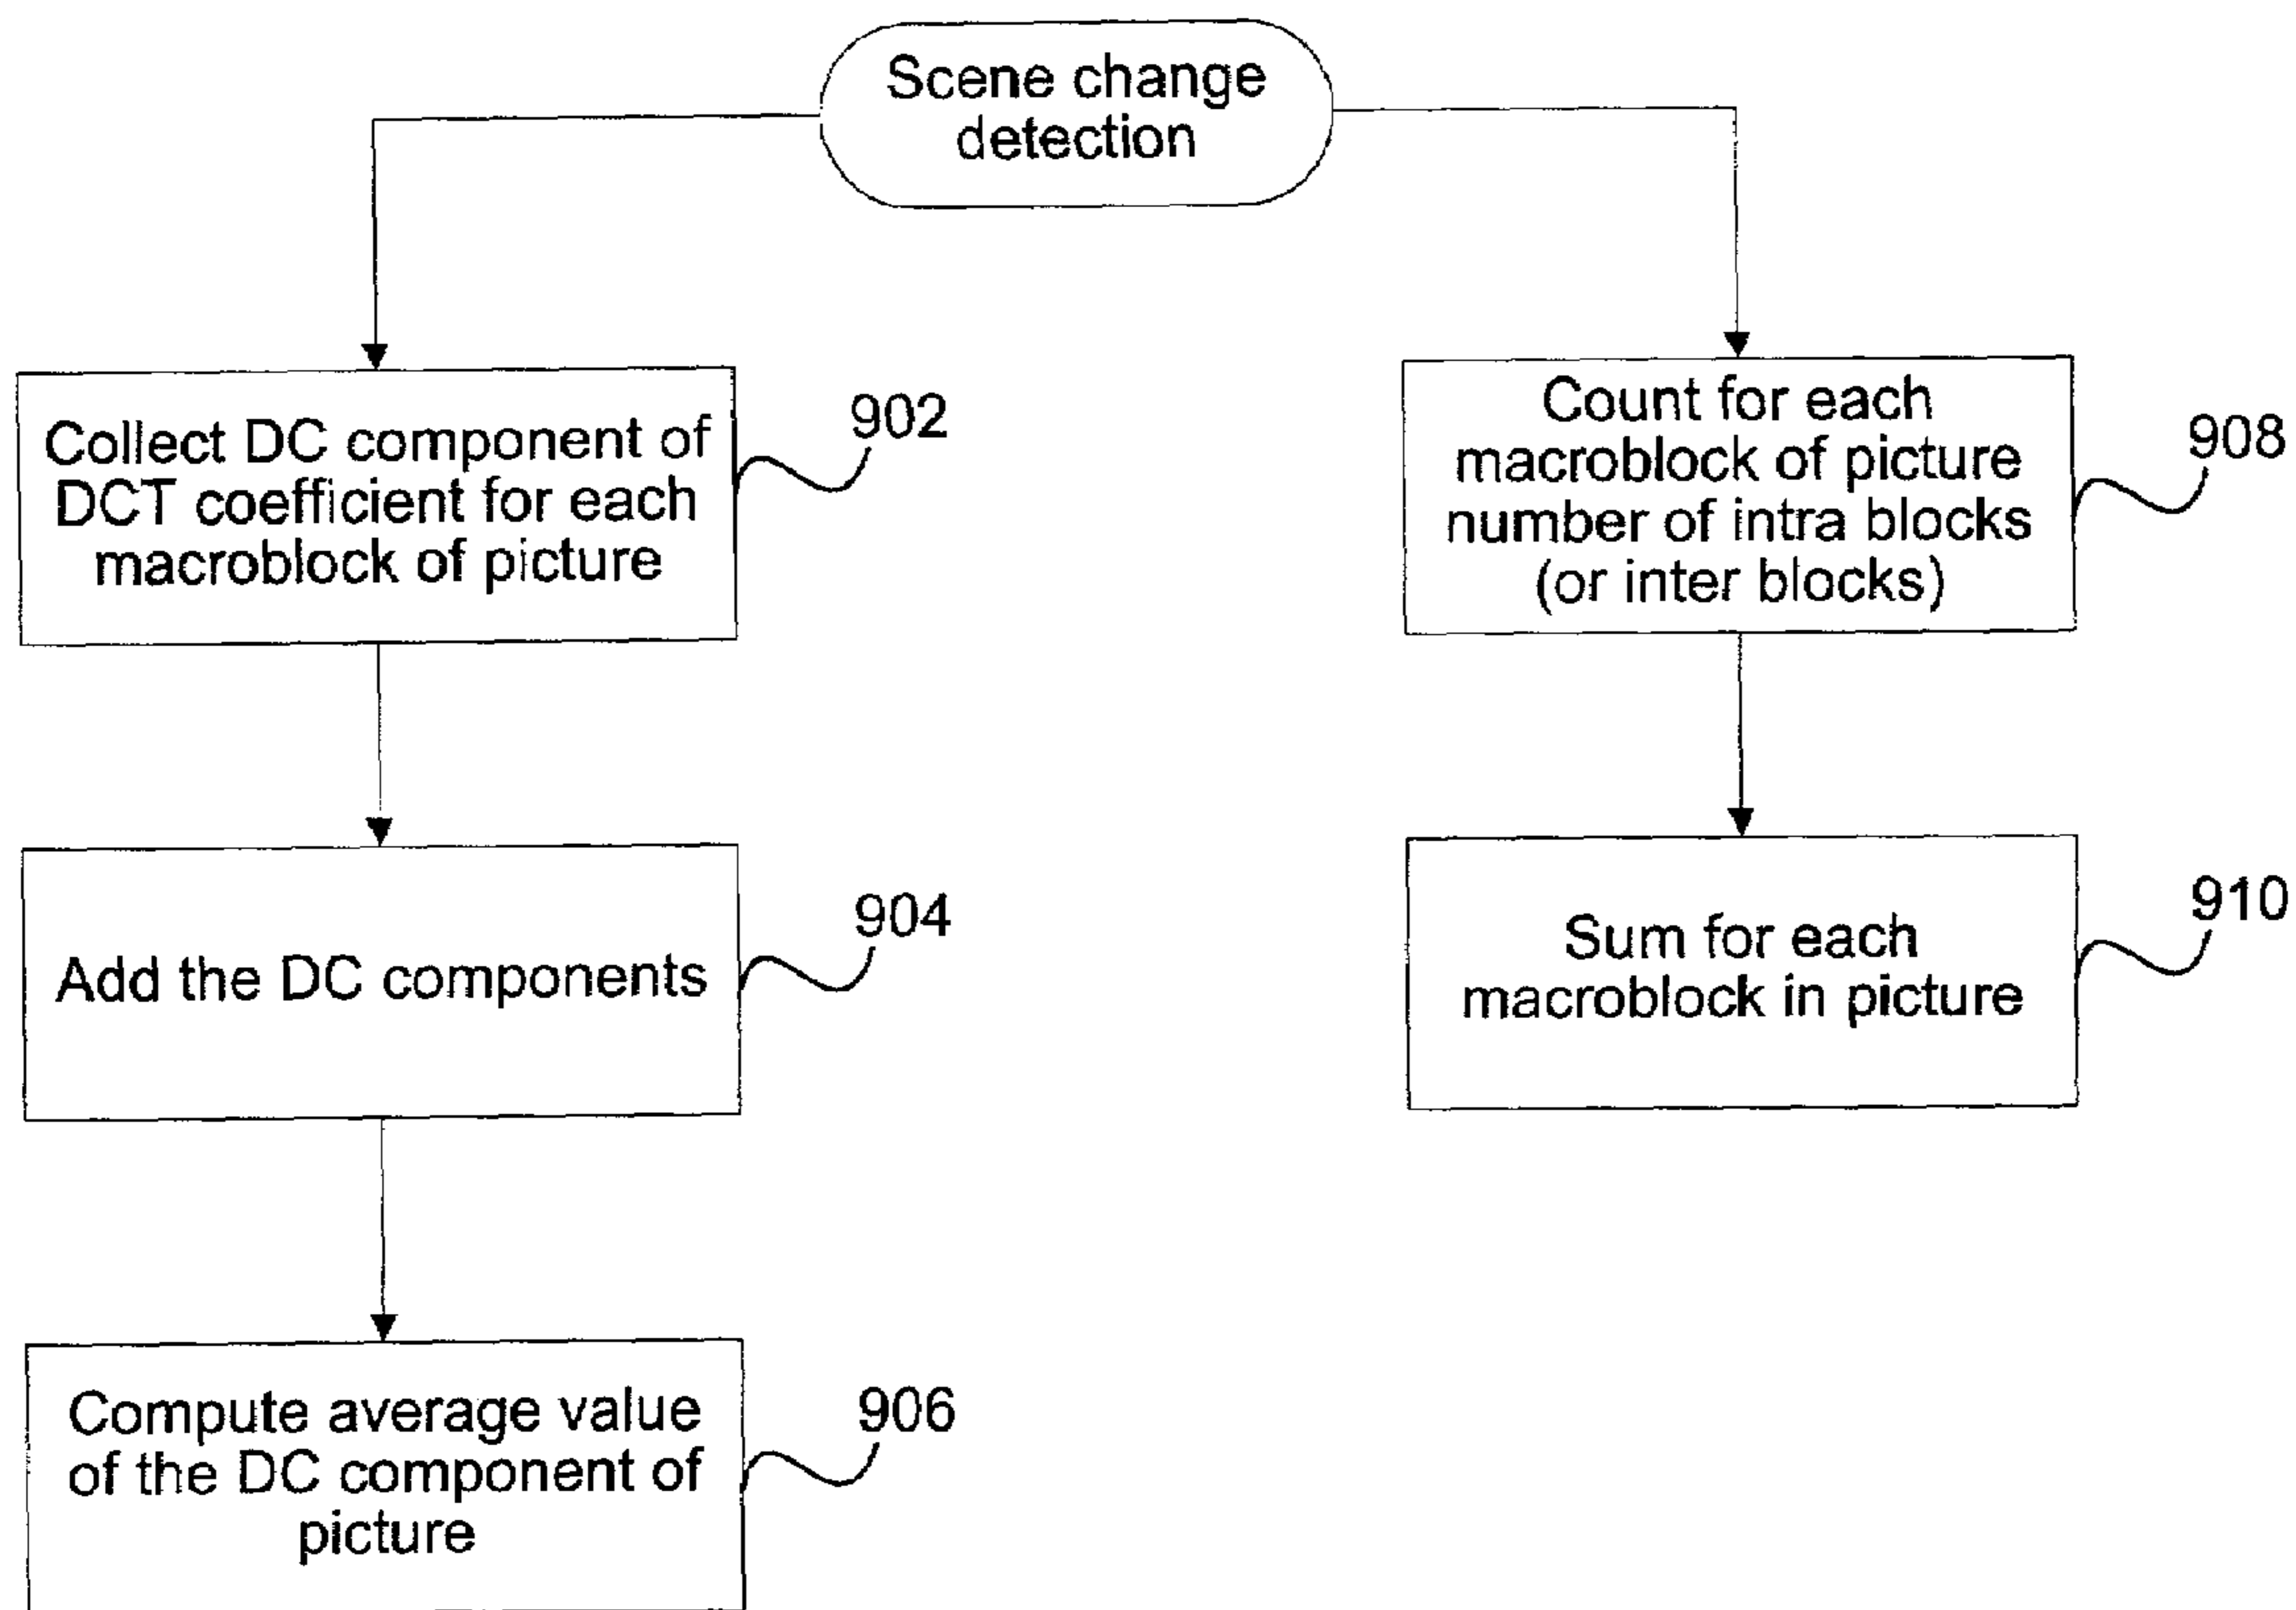 Scene change
detection
Collect DC component of
DCT coefficient for each
macroblock of picture
902
Count for each
macroblock of picture
number of intra blocks
(or inter blocks)
908
Add the DC components
904
Sum for each
macroblock in picture
910
Compute average value
of the DC component of
picture
906